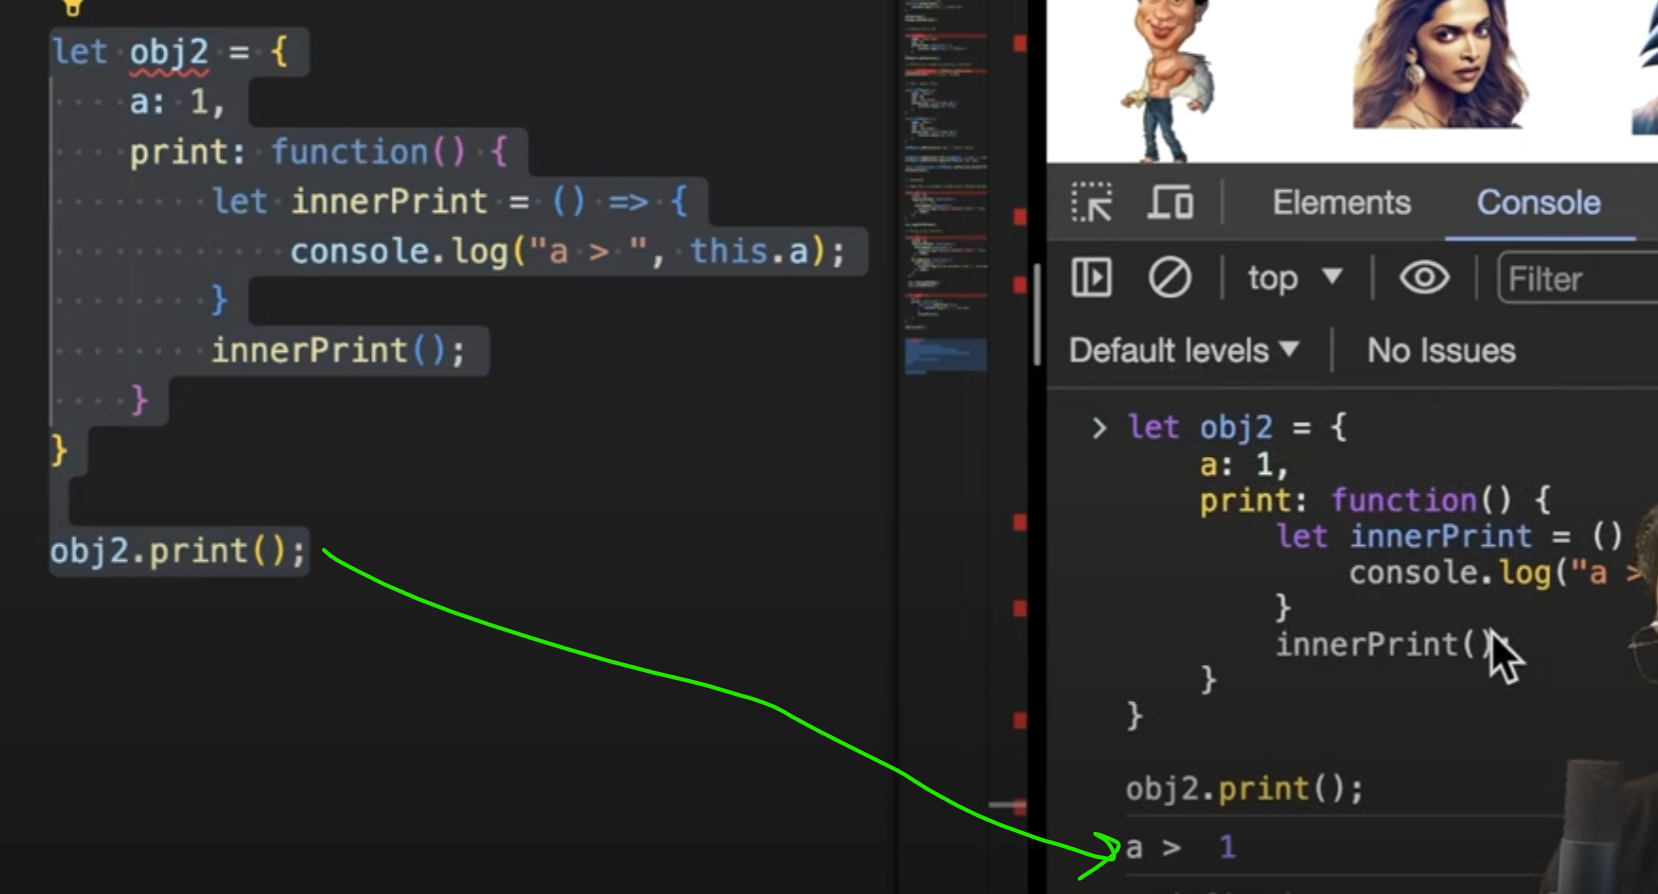 let obj2 = {
a: 1,
print: function() {
let innerPrint = () => {
console.log("a > ", this.a);
}
innerPrint();
}
}
obj2.print();
Elements Console
top Filter
Default levels No Issues
> let obj2 = {
a: 1,
print: function() {
let innerPrint = ()
console.log("a >
}
innerPrint()
}
}
obj2.print();
a > 1